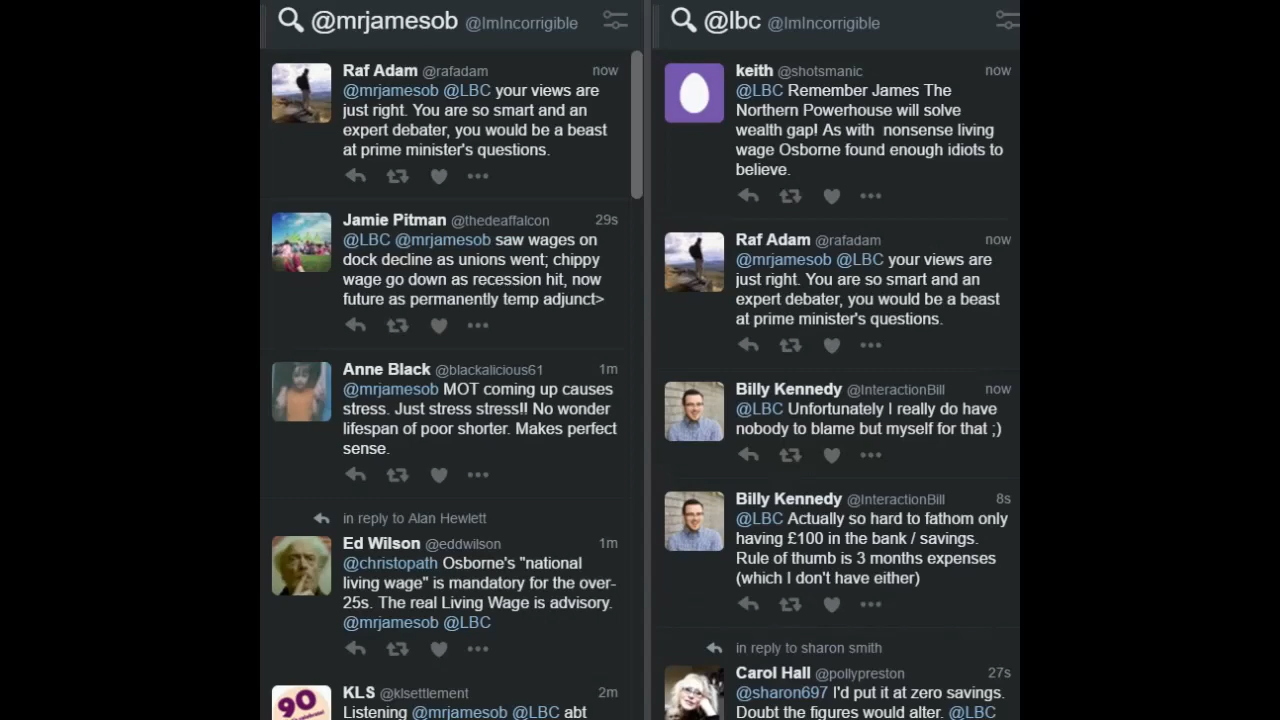 @mrjamesob @ImIncorrigible
Raf Adam @rafadam now
@mrjamesob @LBC your views are
just right. You are so smart and an
expert debater, you would be a beast
at prime minister's questions.
Jamie Pitman @thedeaffalcon 29s
@LBC @mrjamesob saw wages on
dock decline as unions went; chippy
wage go down as recession hit, now
future as permanently temp adjunct>
Anne Black @blackalicious61 1m
@mrjamesob MOT coming up causes
stress. Just stress stress!! No wonder
lifespan of poor shorter. Makes perfect
sense.
in reply to Alan Hewlett
Ed Wilson @eddwilson 1m
@christopath Osborne's "national
living wage" is mandatory for the over-
25s. The real Living Wage is advisory.
@mrjamesob @LBC
90
KLS @klsettlement 2m
Listening @mrjamesob @LBC abt
@lbc @ImIncorrigible
keith @shotsmanic now
@LBC Remember James The
Northern Powerhouse will solve
wealth gap! As with nonsense living
wage Osborne found enough idiots to
believe.
Raf Adam @rafadam now
@mrjamesob @LBC your views are
just right. You are so smart and an
expert debater, you would be a beast
at prime minister's questions.
Billy Kennedy @InteractionBill now
@LBC Unfortunately I really do have
nobody to blame but myself for that ;)
Billy Kennedy @InteractionBill 8s
@LBC Actually so hard to fathom only
having £100 in the bank / savings.
Rule of thumb is 3 months expenses
(which I don't have either)
in reply to sharon smith
Carol Hall @pollypreston 27s
@sharon697 I'd put it at zero savings.
Doubt the figures would alter. @LBC